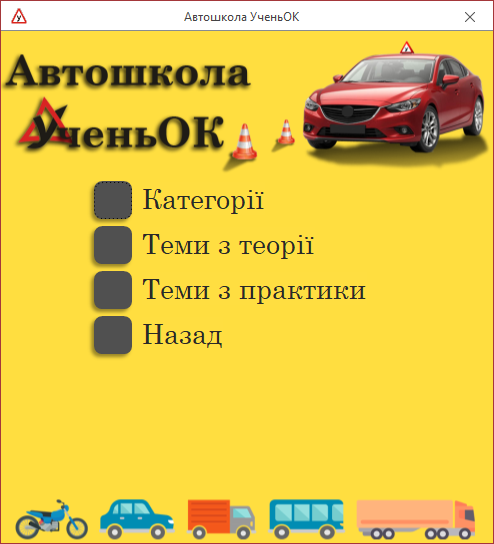 Автошкола УченьОК
Автошкола
УченьОК
Категорії
Теми з теорії
Теми з практики
Назад